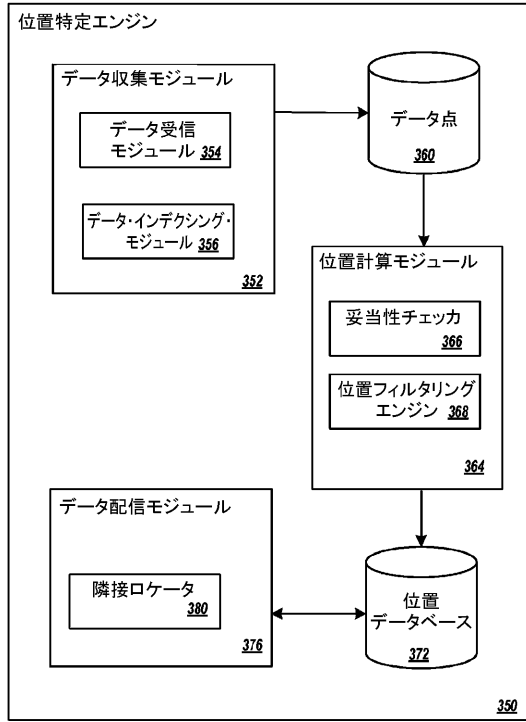 位置特定エンジン
データ収集モジュール
データ受信
モジュール 354
データ・インデクシング・
モジュール 356
352
データ点
360
位置計算モジュール
妥当性チェッカ
366
位置フィルタリング
エンジン 368
364
データ配信モジュール
隣接ロケータ
380
376
位置
データベース
372
350